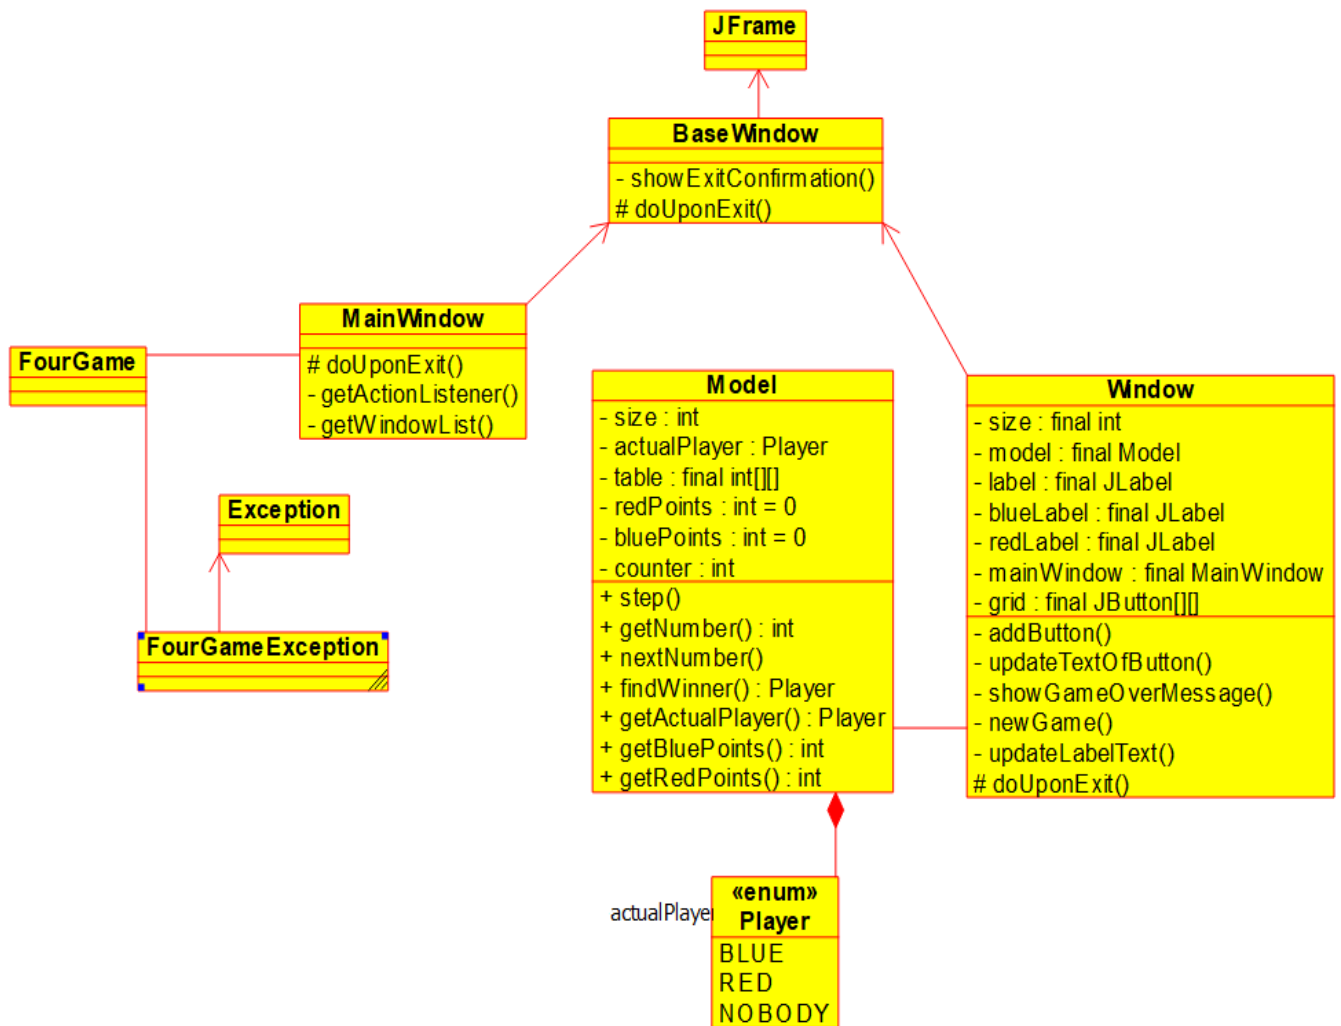 JFrame
BaseWindow
- showExitConfirmation()
# doUponExit()
MainWindow
# doUponExit()
- getActionListener()
- getWindowList()
FourGame
Exception
FourGameException
Model
- size : int
- actualPlayer : Player
- table : final int[][]
- redPoints : int = 0
- bluePoints : int = 0
- counter : int
+ step()
+ getNumber() : int
+ nextNumber()
+ findWinner() : Player
+ getActualPlayer() : Player
+ getBluePoints() : int
+ getRedPoints() : int
Window
- size : final int
- model : final Model
- label : final JLabel
- blueLabel : final JLabel
- redLabel : final JLabel
- mainWindow : final MainWindow
- grid : final JButton[][]
- addButton()
- updateTextOfButton()
- showGameOverMessage()
- newGame()
- updateLabelText()
# doUponExit()
actualPlayer
«enum»
Player
BLUE
RED
NOBODY